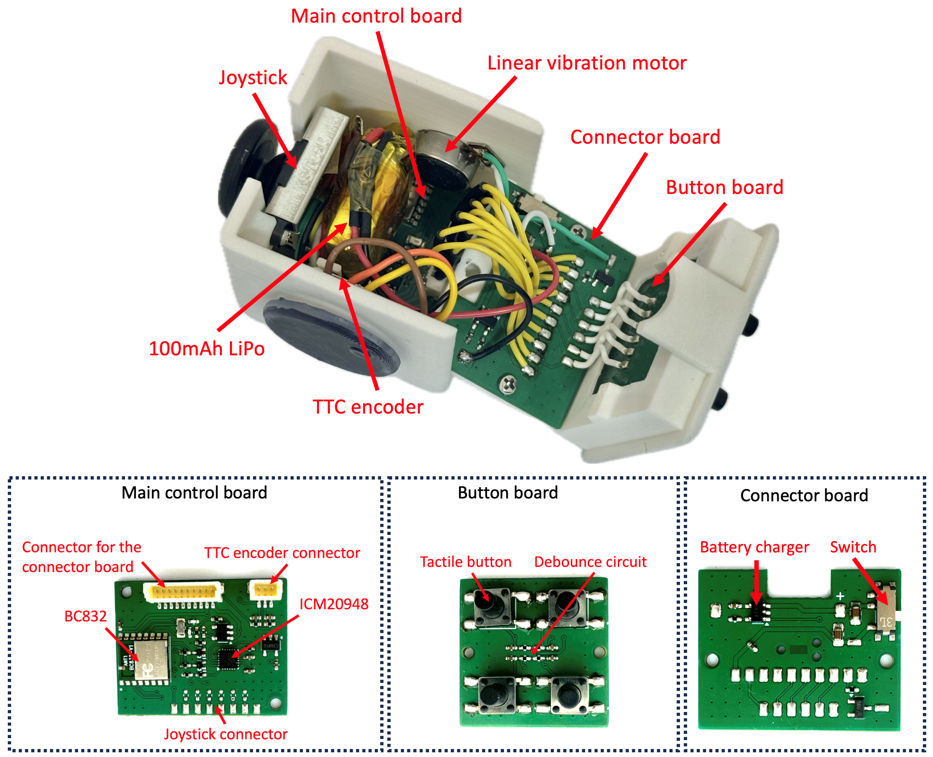 Main control board
Linear vibration motor
Joystick
Connector board
Button board
100mAh LiPo
TTC encoder
Main control board
Connector for the
connector board
TTC encoder connector
BC832
ICM20948
Joystick connector
Button board
Tactile button
Debounce circuit
Connector board
Battery charger
Switch
+